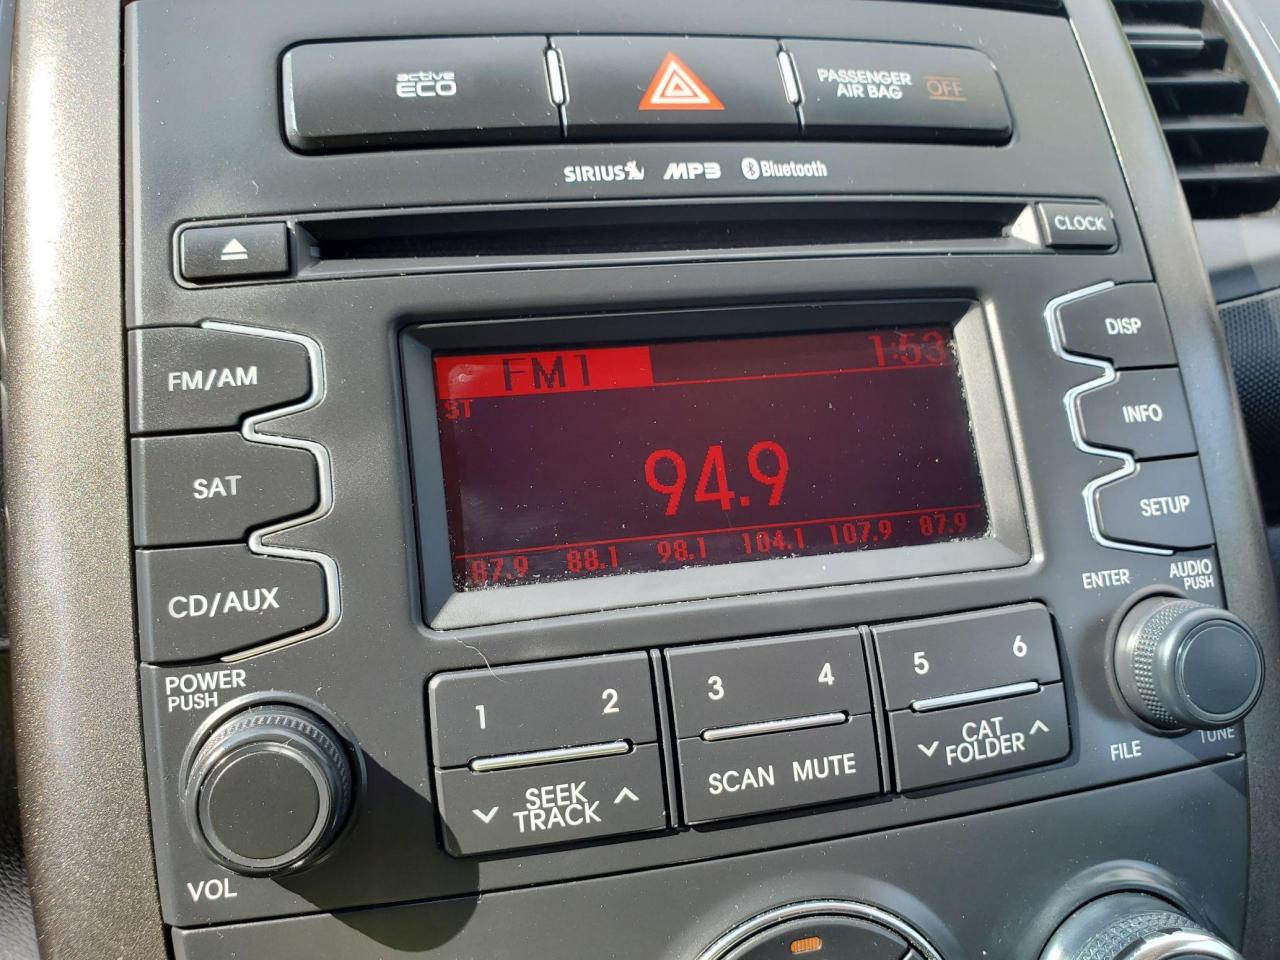 active
ECO
PASSENGER
AIR BAG OFF
SIRIUS MP3 Bluetooth
CLOCK
FM/AM
SAT
CD/AUX
FM1 1:53
ST
94.9
87.9 88.1 98.1 104.1 107.9 87.9
DISP
INFO
SETUP
ENTER AUDIO
PUSH
POWER
PUSH
VOL
1 2 3 4 5 6
SEEK
TRACK
SCAN MUTE
CAT
FOLDER
FILE TUNE